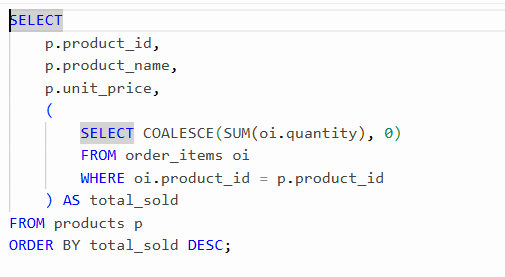 SELECT
    p.product_id,
    p.product_name,
    p.unit_price,
    (
        SELECT COALESCE(SUM(oi.quantity), 0)
        FROM order_items oi
        WHERE oi.product_id = p.product_id
    ) AS total_sold
FROM products p
ORDER BY total_sold DESC;